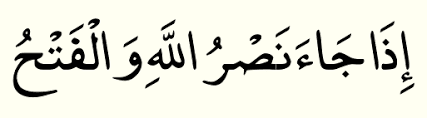 إِذَا جَاءَ نَصْرُ اللَّهِ وَالْفَتْحُ